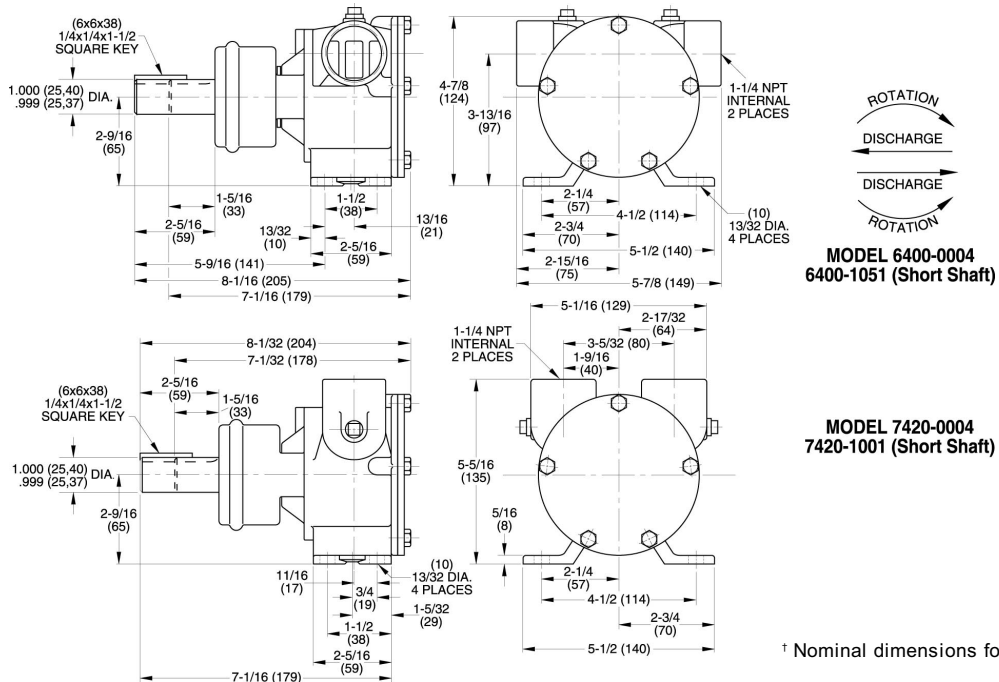 (6x6x38)
1/4x1/4x1-1/2
SQUARE KEY
1.000 (25,40)
.999 (25,37) DIA.
2-9/16
(65)
1-5/16
(33)
2-5/16
(59)
5-9/16 (141)
8-1/16 (205)
7-1/16 (179)
1-1/2
(38)
13/16
(21)
13/32
(10)
2-5/16
(59)
4-7/8
(124)
3-13/16
(97)
1-1/4 NPT
INTERNAL
2 PLACES
2-1/4
(57)
4-1/2 (114)
(10)
13/32 DIA.
4 PLACES
2-3/4
(70)
5-1/2 (140)
2-15/16
(75)
5-7/8 (149)
ROTATION
DISCHARGE
DISCHARGE
ROTATION
MODEL 6400-0004
6400-1051 (Short Shaft)
8-1/32 (204)
7-1/32 (178)
2-5/16
(59)
1-5/16
(33)
(6x6x38)
1/4x1/4x1-1/2
SQUARE KEY
1.000 (25,40)
.999 (25,37) DIA.
2-9/16
(65)
11/16
(17)
3/4
(19)
(10)
13/32 DIA.
4 PLACES
1-5/32
(29)
1-1/2
(38)
2-5/16
(59)
7-1/16 (179)
5-1/16 (129)
2-17/32
(64)
1-1/4 NPT
INTERNAL
2 PLACES
3-5/32 (80)
1-9/16
(40)
5-5/16
(135)
5/16
(8)
2-1/4
(57)
4-1/2 (114)
2-3/4
(70)
5-1/2 (140)
MODEL 7420-0004
7420-1001 (Short Shaft)
† Nominal dimensions fo